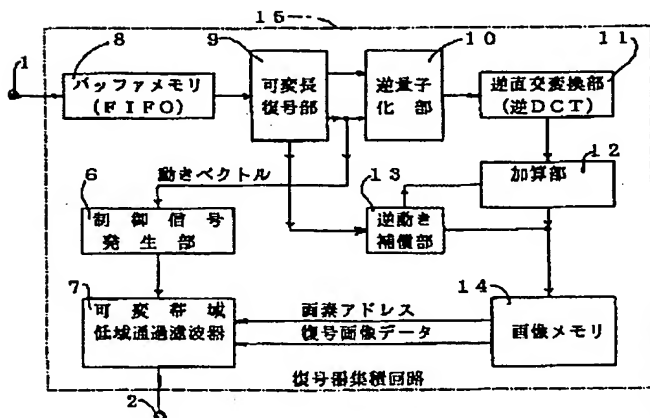 15
8
9
10
11
1
バッファメモリ
(FIFO)
可変長
復号部
逆量子
化部
逆直交変換部
(逆DCT)
6
動きベクトル
13
12
制御信号
発生部
逆動き
補償部
加算部
7
14
可変帯域
低域通過濾波器
画素アドレス
復号画像データ
画像メモリ
復号器集積回路
2